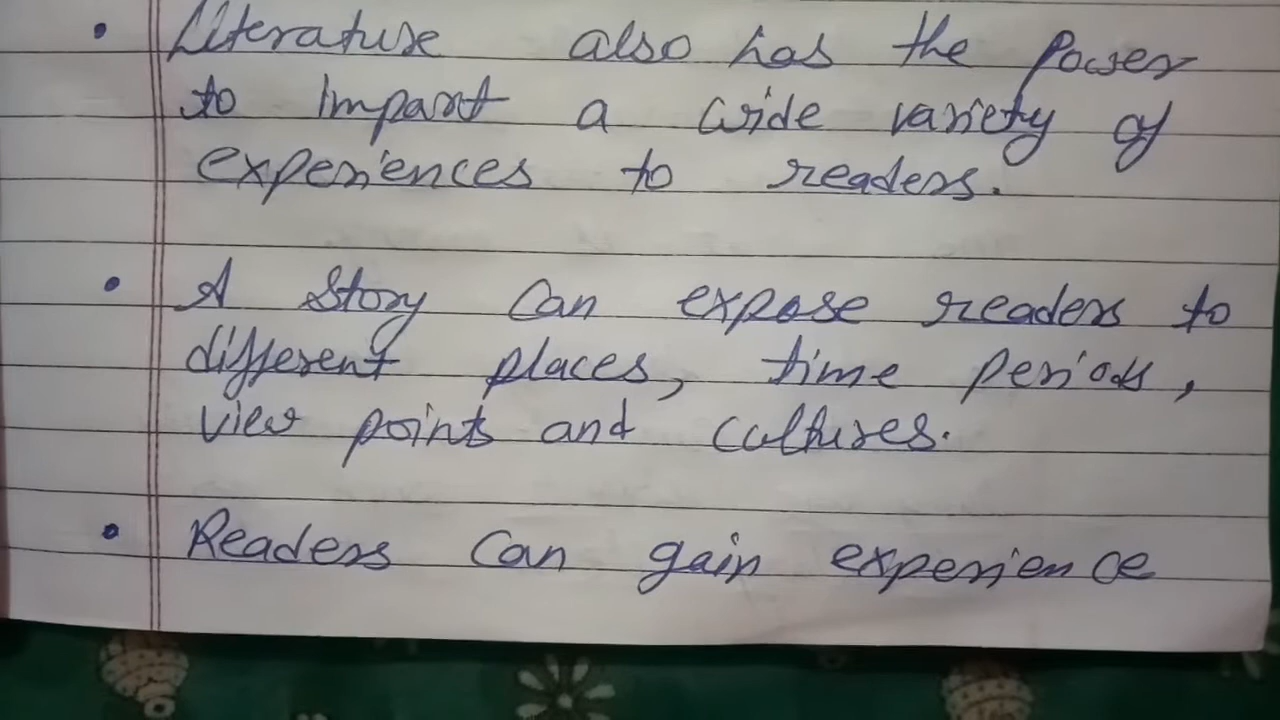 • Literature also has the Power
to Impart a wide variety of
experiences to readers.
• A Story Can expose readers to
different places, time periods,
view points and cultures.
• Readers Can gain experience